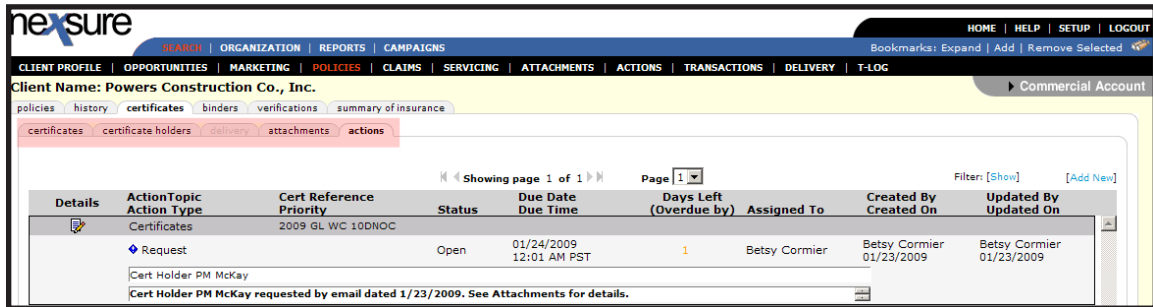 nexsure
HOME | HELP | SETUP | LOGOUT
SEARCH | ORGANIZATION | REPORTS | CAMPAIGNS
Bookmarks: Expand | Add | Remove Selected
CLIENT PROFILE | OPPORTUNITIES | MARKETING | POLICIES | CLAIMS | SERVICING | ATTACHMENTS | ACTIONS | TRANSACTIONS | DELIVERY | T-LOG
Client Name: Powers Construction Co., Inc.
Commercial Account
policies history certificates binders verifications summary of insurance
certificates certificate holders delivery attachments actions
Showing page 1 of 1 Page 1 Filter: [Show] [Add New]
Details ActionTopic Cert Reference Status Due Date Days Left Assigned To Created By Updated By
Action Type Priority Due Time (Overdue by) Created On Updated On
Certificates 2009 GL WC 10DNOC
Request Open 01/24/2009 1 Betsy Cormier Betsy Cormier Betsy Cormier
12:01 AM PST 01/23/2009 01/23/2009
Cert Holder PM McKay
Cert Holder PM McKay requested by email dated 1/23/2009. See Attachments for details.